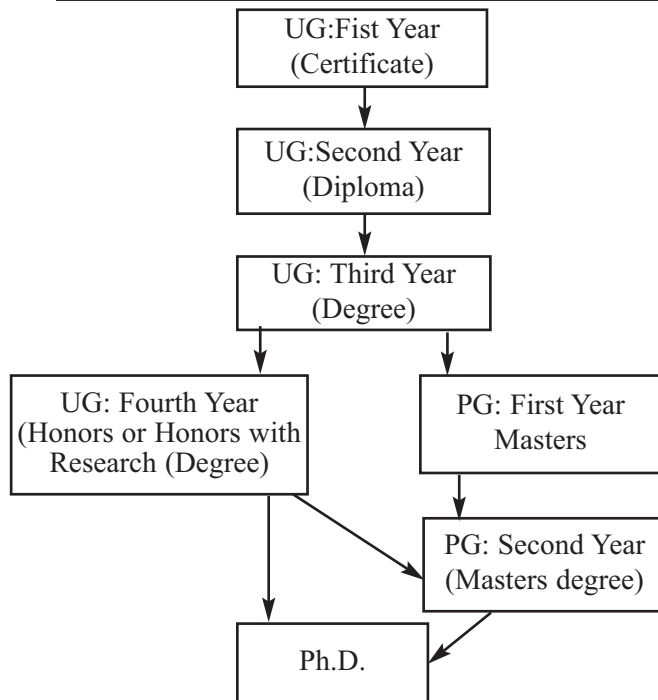 UG:Fist Year
(Certificate)
UG:Second Year
(Diploma)
UG: Third Year
(Degree)
UG: Fourth Year
(Honors or Honors with
Research (Degree)
PG: First Year
Masters
PG: Second Year
(Masters degree)
Ph.D.